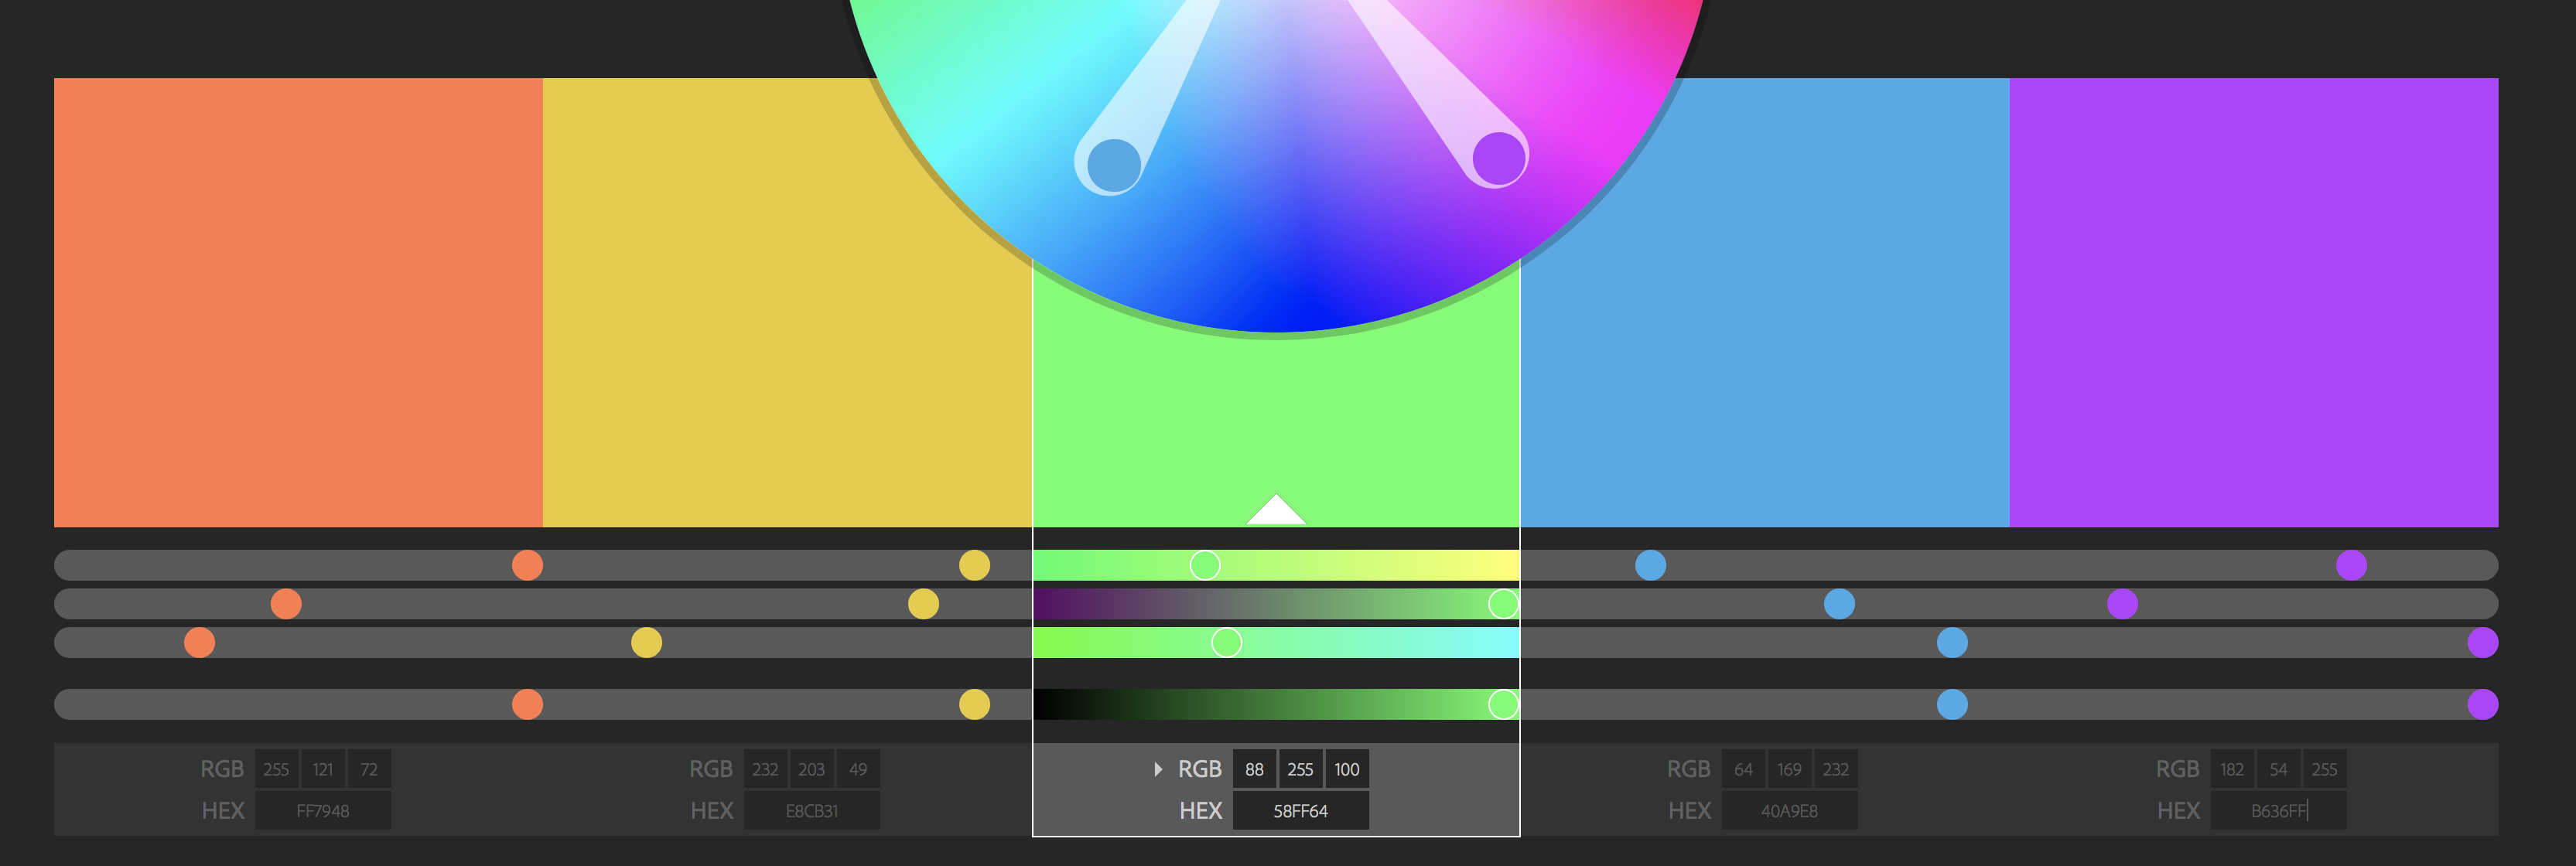 RGB 255 121 72
HEX FF7948
RGB 232 203 49
HEX E8CB31
RGB 88 255 100
HEX 58FF64
RGB 64 169 232
HEX 40A9E8
RGB 182 54 255
HEX B636FF